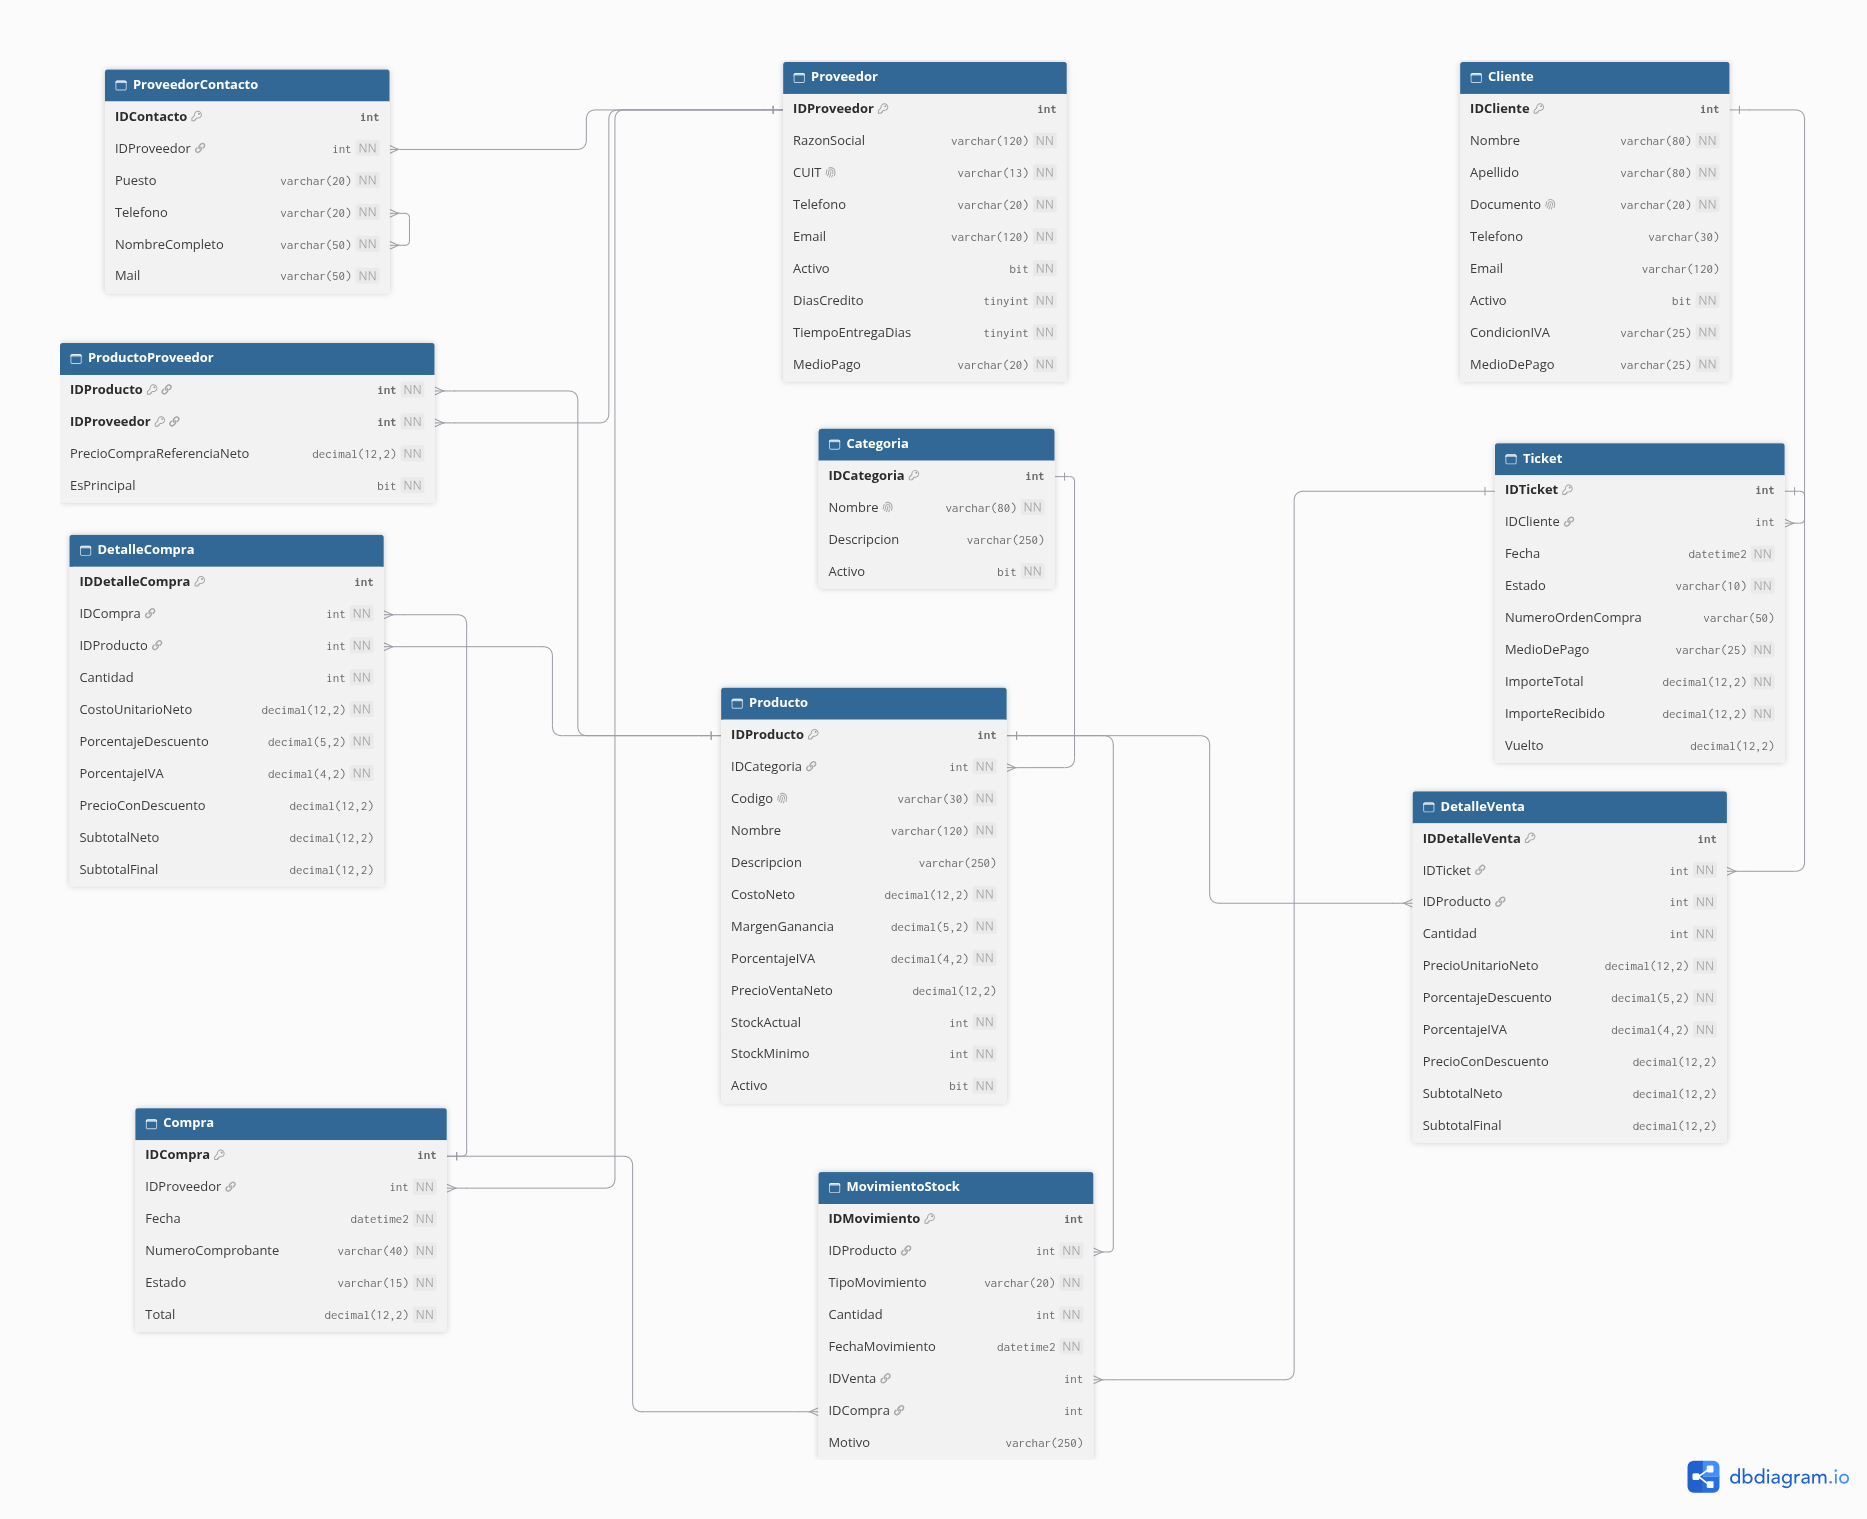 ProveedorContacto
IDContacto int
IDProveedor int NN
Puesto varchar(20) NN
Telefono varchar(20) NN
NombreCompleto varchar(50) NN
Mail varchar(50) NN
Proveedor
IDProveedor int
RazonSocial varchar(120) NN
CUIT varchar(13) NN
Telefono varchar(20) NN
Email varchar(120) NN
Activo bit NN
DiasCredito tinyint NN
TiempoEntregaDias tinyint NN
MedioPago varchar(20) NN
Cliente
IDCliente int
Nombre varchar(80) NN
Apellido varchar(80) NN
Documento varchar(20) NN
Telefono varchar(30)
Email varchar(120)
Activo bit NN
CondicionIVA varchar(25) NN
MedioDePago varchar(25) NN
ProductoProveedor
IDProducto int NN
IDProveedor int NN
PrecioCompraReferenciaNeto decimal(12,2) NN
EsPrincipal bit NN
Categoria
IDCategoria int
Nombre varchar(80) NN
Descripcion varchar(250)
Activo bit NN
Ticket
IDTicket int
IDCliente int
Fecha datetime2 NN
Estado varchar(10) NN
NumeroOrdenCompra varchar(50)
MedioDePago varchar(25) NN
ImporteTotal decimal(12,2) NN
ImporteRecibido decimal(12,2) NN
Vuelto decimal(12,2)
DetalleCompra
IDDetalleCompra int
IDCompra int NN
IDProducto int NN
Cantidad int NN
CostoUnitarioNeto decimal(12,2) NN
PorcentajeDescuento decimal(5,2) NN
PorcentajeIVA decimal(4,2) NN
PrecioConDescuento decimal(12,2)
SubtotalNeto decimal(12,2)
SubtotalFinal decimal(12,2)
Producto
IDProducto int
IDCategoria int NN
Codigo varchar(30) NN
Nombre varchar(120) NN
Descripcion varchar(250)
CostoNeto decimal(12,2) NN
MargenGanancia decimal(5,2) NN
PorcentajeIVA decimal(4,2) NN
PrecioVentaNeto decimal(12,2)
StockActual int NN
StockMinimo int NN
Activo bit NN
DetalleVenta
IDDetalleVenta int
IDTicket int NN
IDProducto int NN
Cantidad int NN
PrecioUnitarioNeto decimal(12,2) NN
PorcentajeDescuento decimal(5,2) NN
PorcentajeIVA decimal(4,2) NN
PrecioConDescuento decimal(12,2)
SubtotalNeto decimal(12,2)
SubtotalFinal decimal(12,2)
Compra
IDCompra int
IDProveedor int NN
Fecha datetime2 NN
NumeroComprobante varchar(40) NN
Estado varchar(15) NN
Total decimal(12,2) NN
MovimientoStock
IDMovimiento int
IDProducto int NN
TipoMovimiento varchar(20) NN
Cantidad int NN
FechaMovimiento datetime2 NN
IDVenta int
IDCompra int
Motivo varchar(250)
dbdiagram.io